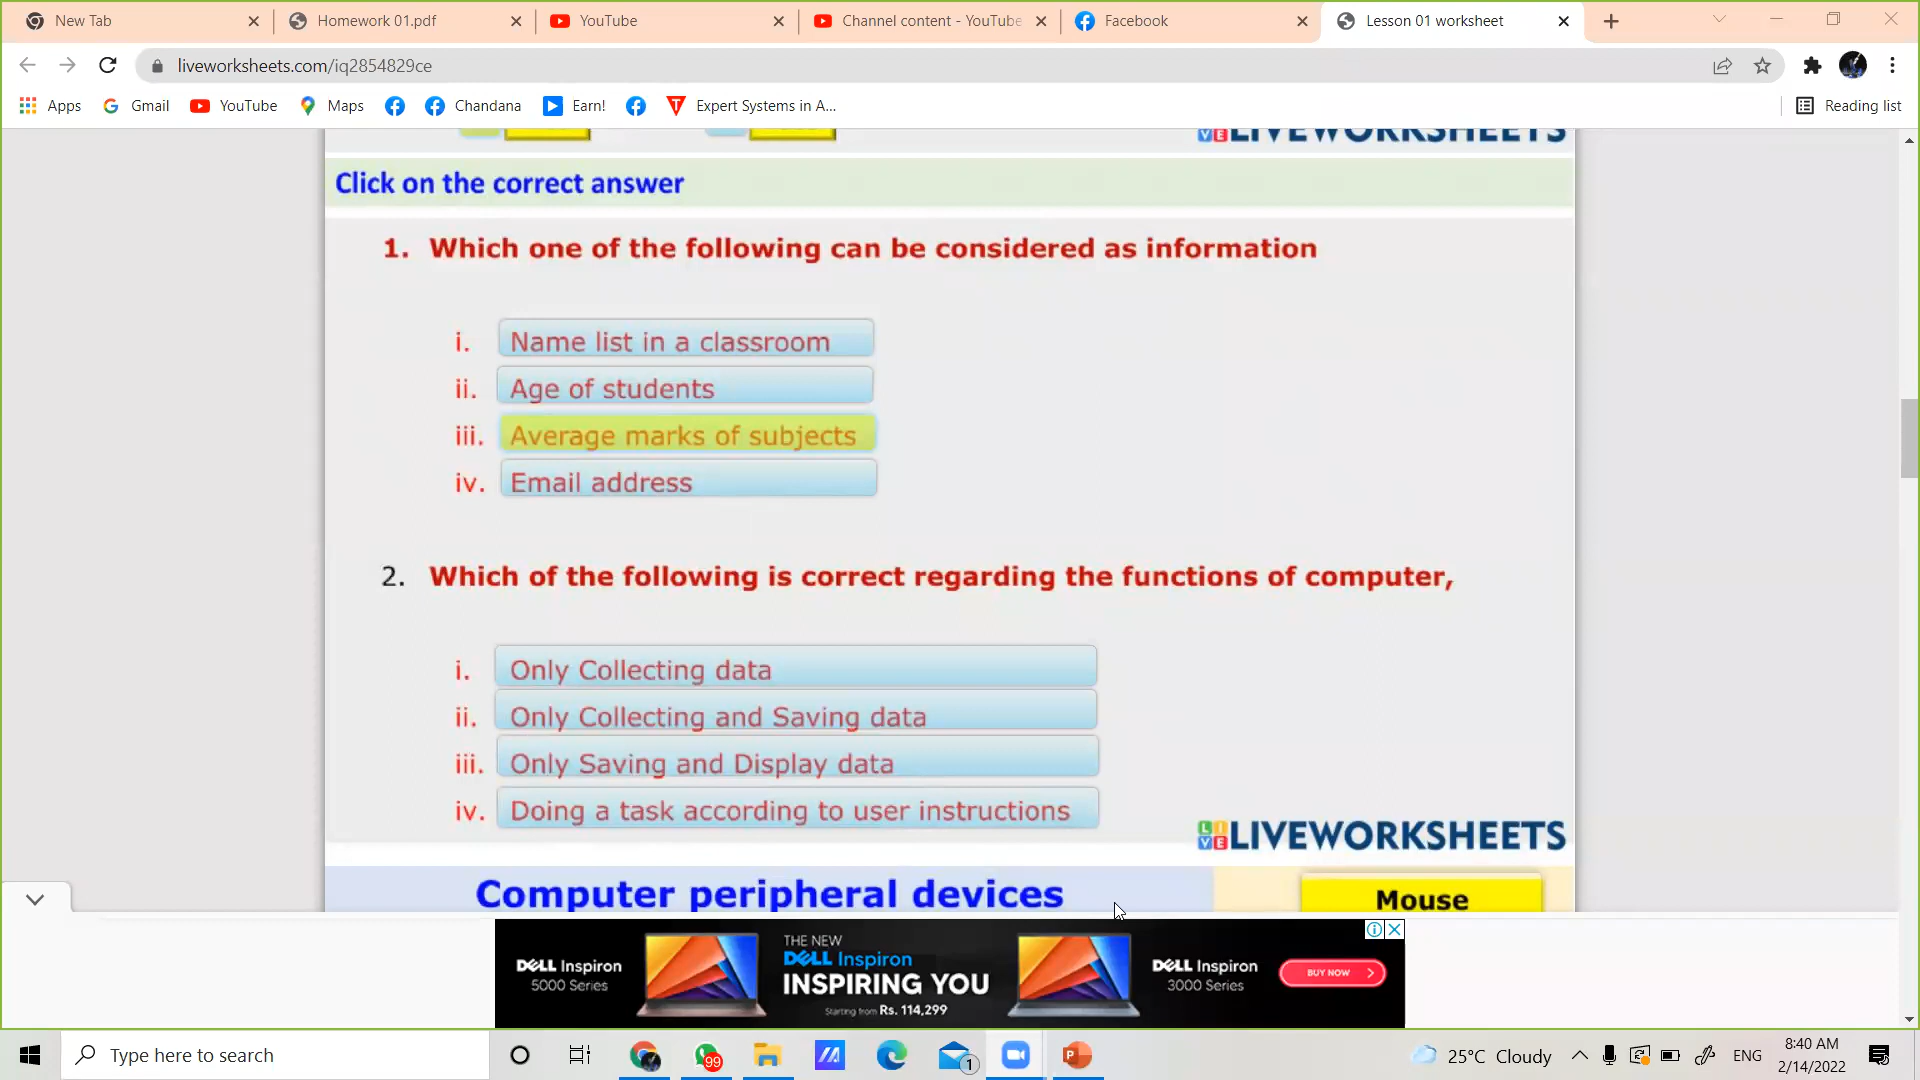 New Tab
Homework 01.pdf
YouTube
Channel content - YouTube
Facebook
Lesson 01 worksheet
liveworksheets.com/iq2854829ce
Apps
Gmail
YouTube
Maps
Chandana
Earn!
Expert Systems in A...
Reading list
LIVEWORKSHEETS
Click on the correct answer
1. Which one of the following can be considered as information
i. Name list in a classroom
ii. Age of students
iii. Average marks of subjects
iv. Email address
2. Which of the following is correct regarding the functions of computer,
i. Only Collecting data
ii. Only Collecting and Saving data
iii. Only Saving and Display data
iv. Doing a task according to user instructions
LIVEWORKSHEETS
Computer peripheral devices
Mouse
DELL Inspiron
5000 Series
THE NEW
DELL Inspiron
INSPIRING YOU
Starting from Rs. 114,299
DELL Inspiron
3000 Series
BUY NOW
Type here to search
99
1
25°C Cloudy
ENG
8:40 AM
2/14/2022